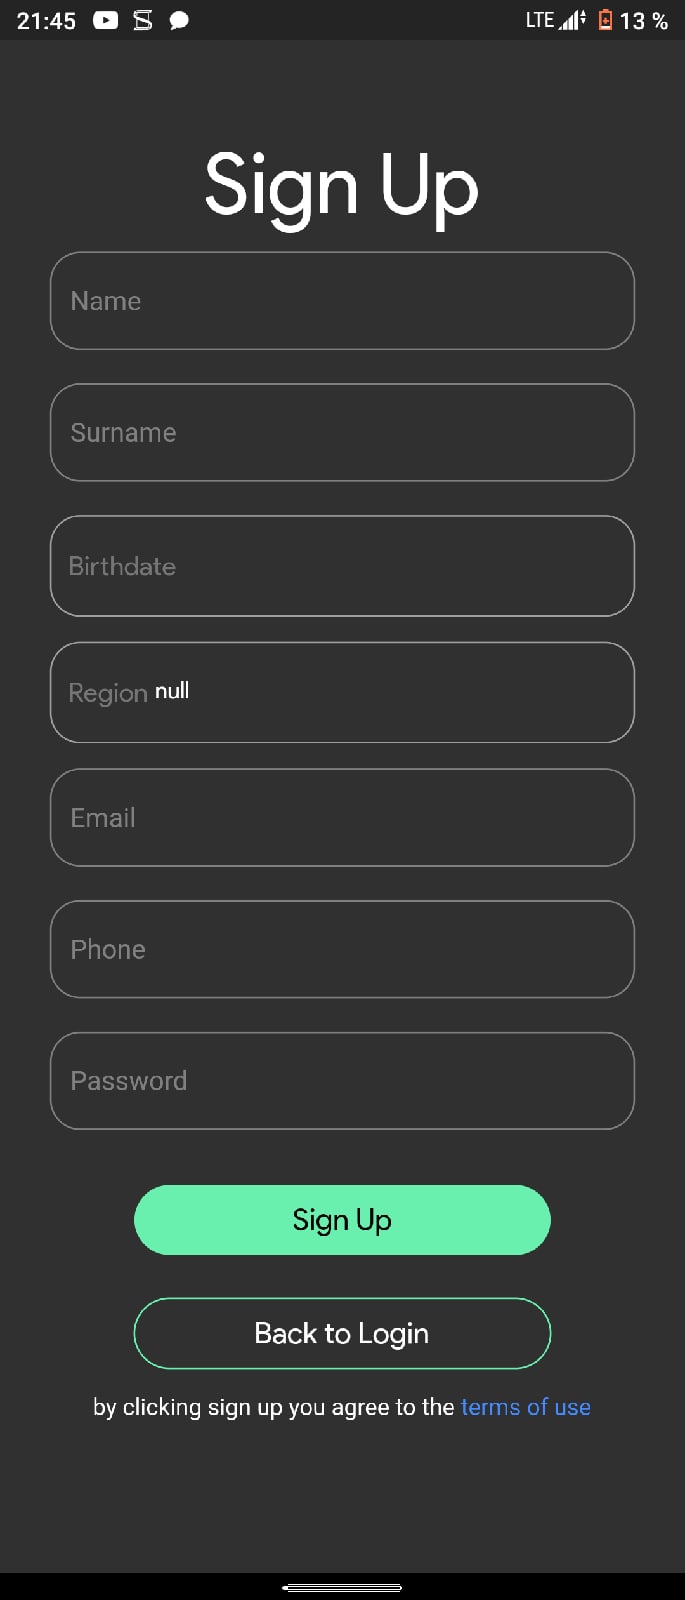 21:45 LTE 13 %
Sign Up
Name
Surname
Birthdate
Region null
Email
Phone
Password
Sign Up
Back to Login
by clicking sign up you agree to the terms of use